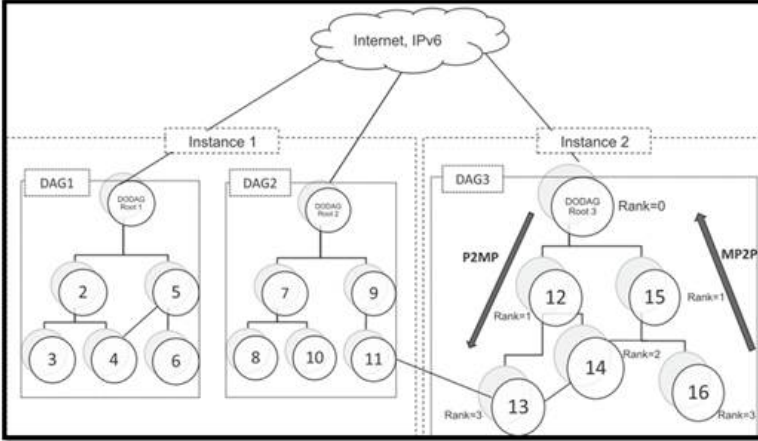 Internet, IPv6
Instance 1
Instance 2
DAG1
DAG2
DAG3
DODAG
Root 1
DODAG
Root 2
DODAG
Root 3
Rank=0
P2MP
MP2P
2
5
7
9
12
15
Rank=1
Rank=1
3
4
6
8
10
11
14
Rank=2
13
16
Rank=3
Rank=3